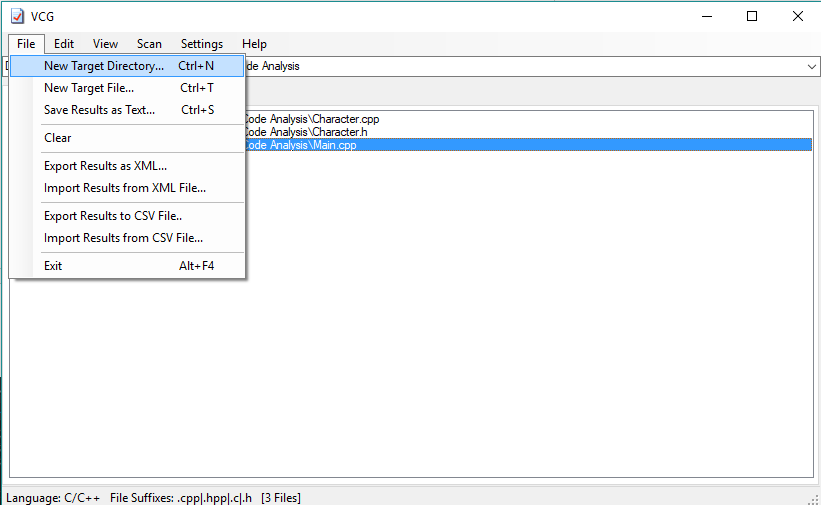 VCG
File Edit View Scan Settings Help
New Target Directory... Ctrl+N
de Analysis
New Target File... Ctrl+T
Save Results as Text... Ctrl+S
Code Analysis\Character.cpp
Code Analysis\Character.h
Clear
Code Analysis\Main.cpp
Export Results as XML...
Import Results from XML File...
Export Results to CSV File..
Import Results from CSV File...
Exit Alt+F4
Language: C/C++ File Suffixes: .cpp|.hpp|.c|.h [3 Files]